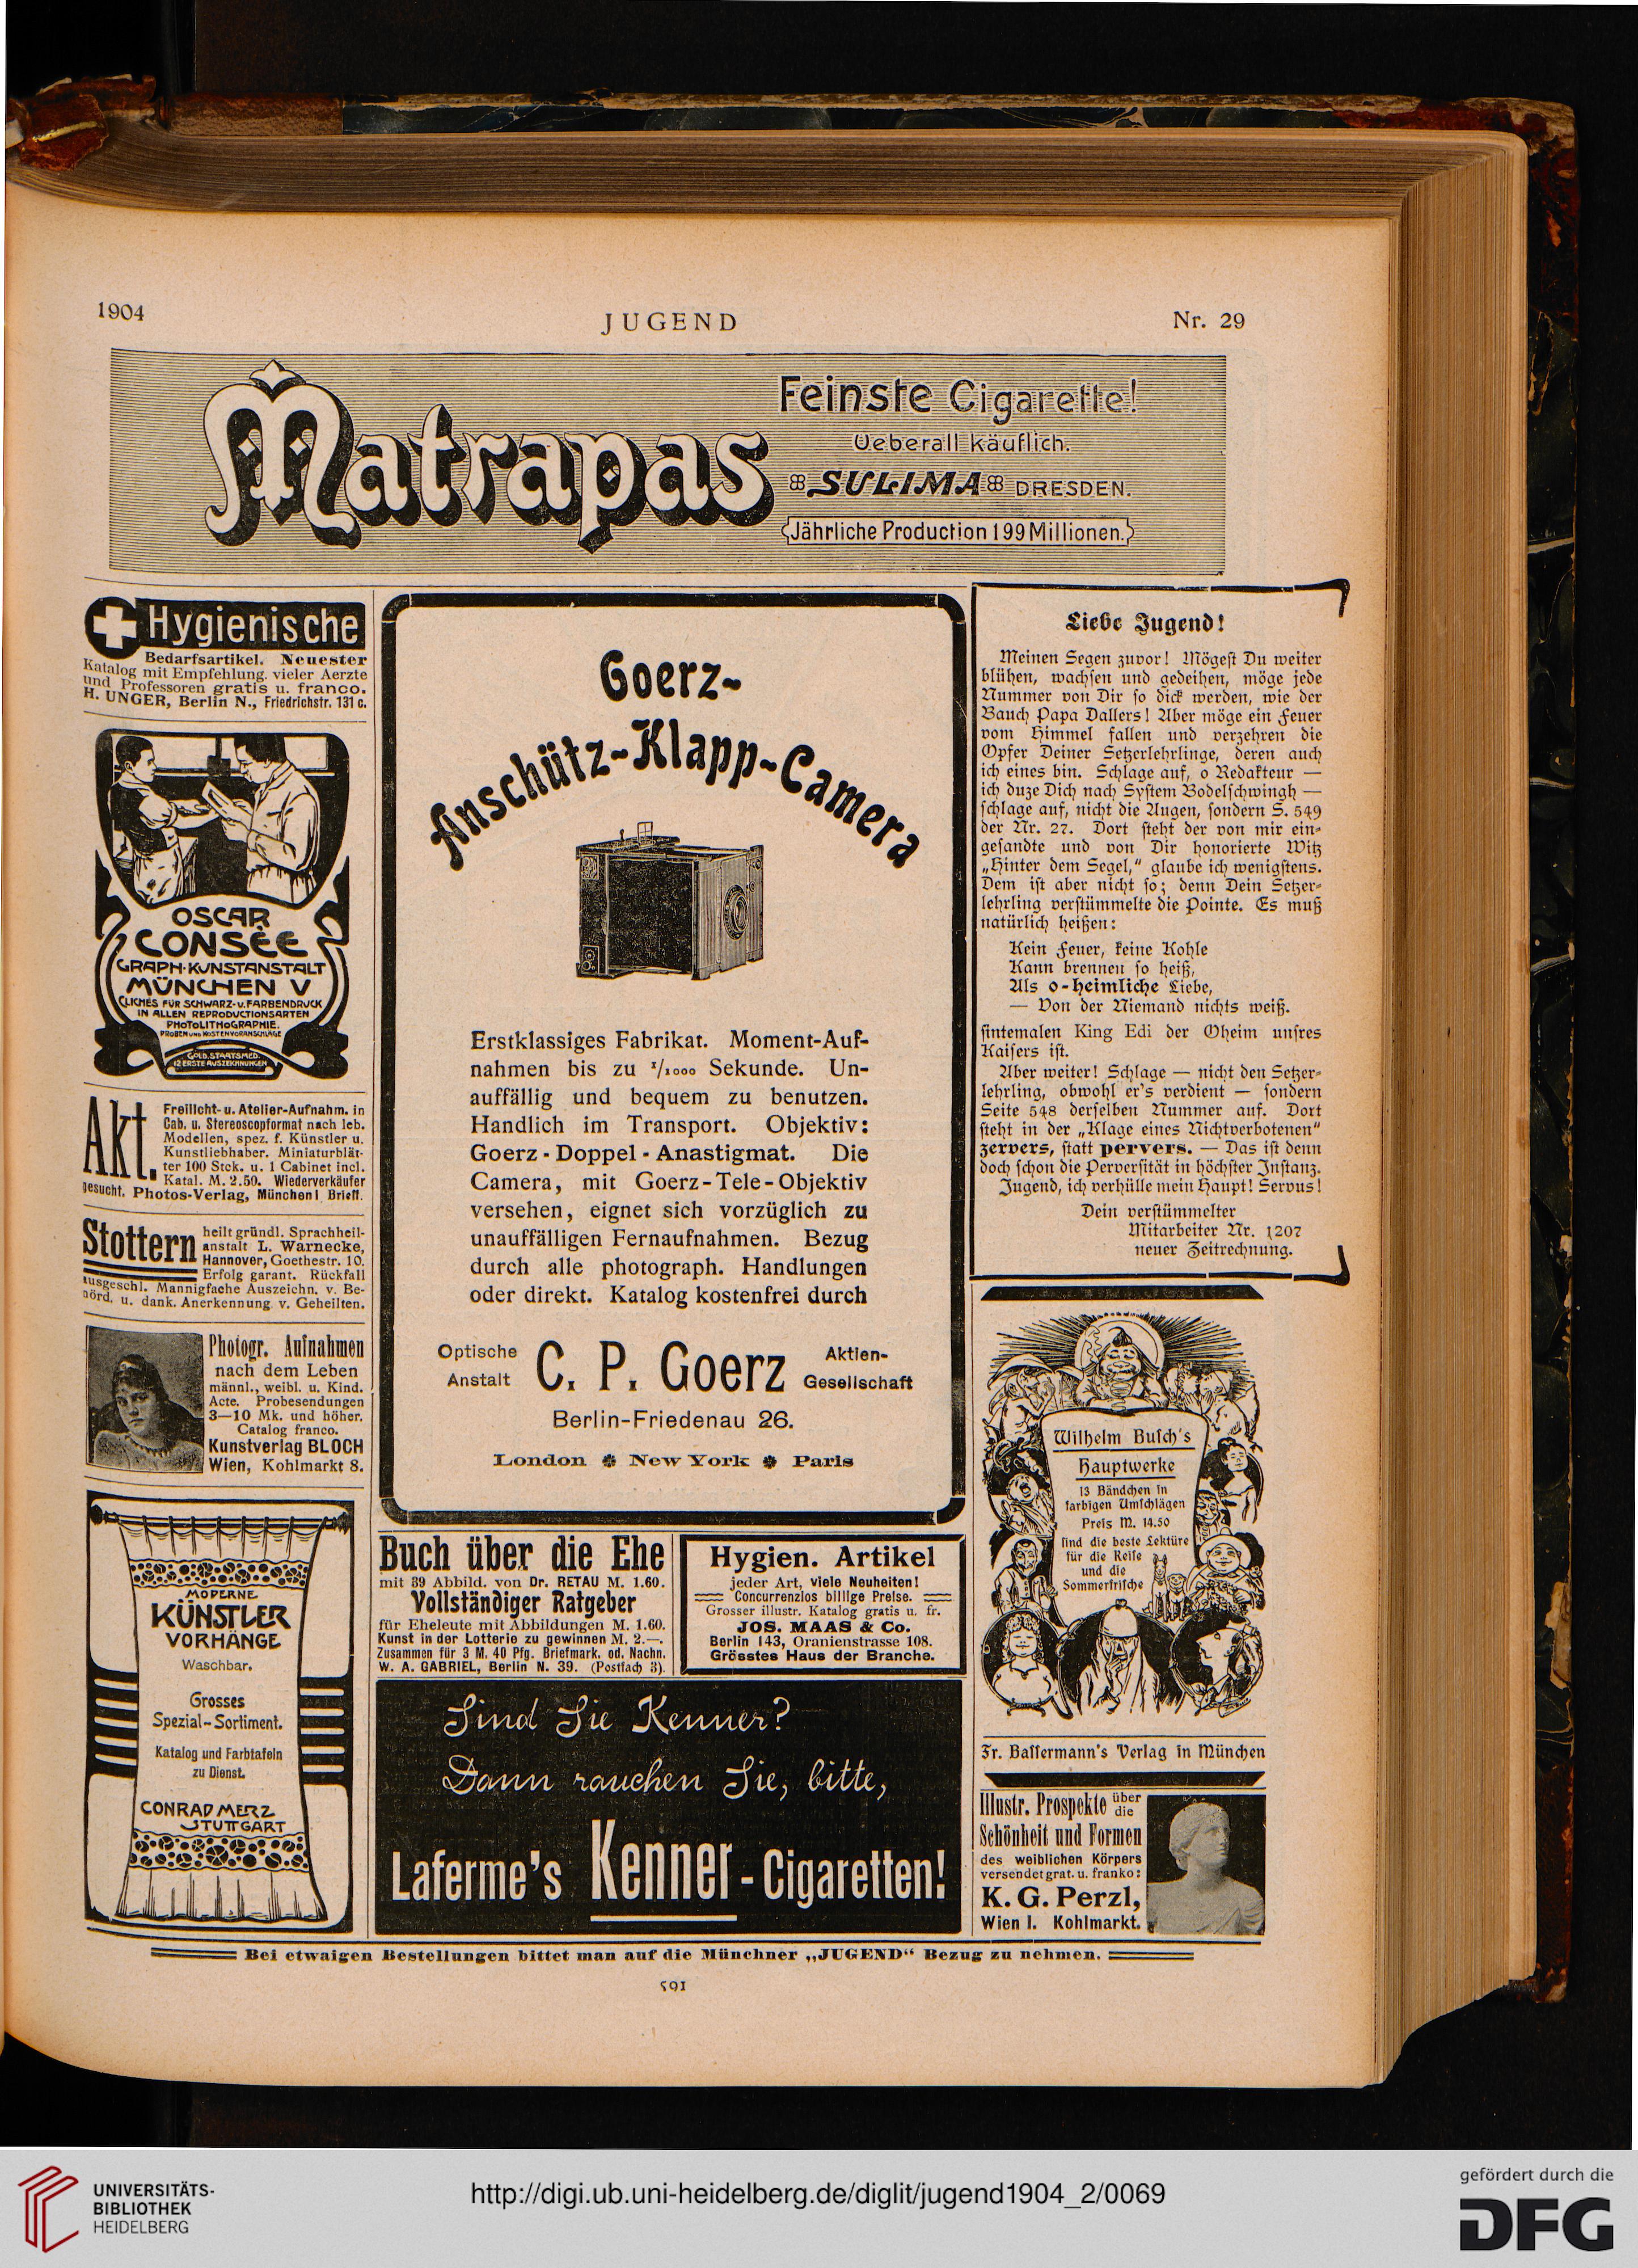 1904
JUGEND
Nr. 29
Matrapas
Feinste Cigarette!
Ueberall käuflich.
SULIMA DRESDEN.
Jährliche Production 199 Millionen.
Hygienische
Bedarfsartikel. Neuester
Katalog mit Empfehlung. vieler Aerzte
und Professoren gratis u. franco.
H. UNGER, Berlin N., Friedrichstr. 131 c.
OSCAR
CONSÉE
GRAPH. KUNSTANSTALT
MÜNCHEN V
CLICHÉS FÜR SCHWARZ- U. FARBENDRUCK
IN ALLEN REPRODUCTIONSARTEN
PHOTOLITHOGRAPHIE.
PROBEN UND KOSTENVORANSCHLÄGE
GOLD. STAATSMED.
12 ERSTE AUSZEICHNUNGEN
Akt.
Freilicht- u. Atelier-Aufnahm. in
Cab. u. Stereoscopformat nach leb.
Modellen, spez. f. Künstler u.
Kunstliebhaber. Miniaturblät-
ter 100 Stck. u. 1 Cabinet incl.
Katal. M. 2.50. Wiederverkäufer
gesucht. Photos-Verlag, München I Brieff.
Stottern
heilt gründl. Sprachheil-
anstalt L. Warnecke,
Hannover, Goethestr. 10.
Erfolg garant. Rückfall
ausgeschl. Mannigfache Auszeichn. v. Be-
hörd. u. dank. Anerkennung v. Geheilten.
Photogr. Aufnahmen
nach dem Leben
männl., weibl. u. Kind.
Acte. Probesendungen
3—10 Mk. und höher.
Catalog franco.
Kunstverlag BLOCH
Wien, Kohlmarkt 8.
MODERNE
KÜNSTLER
VORHÄNGE
Waschbar.
Grosses
Spezial-Sortiment.
Katalog und Farbtafeln
zu Dienst.
CONRAD MERZ
STUTTGART
Goerz-
Anschütz-Klapp-Camera
Erstklassiges Fabrikat. Moment-Auf-
nahmen bis zu 1/1000 Sekunde. Un-
auffällig und bequem zu benutzen.
Handlich im Transport. Objektiv:
Goerz - Doppel - Anastigmat. Die
Camera, mit Goerz-Tele-Objektiv
versehen, eignet sich vorzüglich zu
unauffälligen Fernaufnahmen. Bezug
durch alle photograph. Handlungen
oder direkt. Katalog kostenfrei durch
Optische Anstalt C. P. Goerz Aktien-Gesellschaft
Berlin-Friedenau 26.
London New York Paris
Buch über die Ehe
mit 39 Abbild. von Dr. RETAU M. 1.60.
Vollständiger Ratgeber
für Eheleute mit Abbildungen M. 1.60.
Kunst in der Lotterie zu gewinnen M. 2.—.
Zusammen für 3 M. 40 Pfg. Briefmark. od. Nachn.
W. A. GABRIEL, Berlin N. 39. (Postfach 3).
Hygien. Artikel
jeder Art, viele Neuheiten!
Concurrenzlos billige Preise.
Grosser illustr. Katalog gratis u. fr.
JOS. MAAS & Co.
Berlin 143, Oranienstrasse 108.
Grösstes Haus der Branche.
Sind Sie Kenner?
Dann rauchen Sie, bitte,
Laferme's Kenner - Cigaretten!
Liebe Jugend!
Meinen Segen zuvor! Mögest Du weiter
blühen, wachsen und gedeihen, möge jede
Nummer von Dir so dick werden, wie der
Bauch Papa Dallers! Aber möge ein Feuer
vom Himmel fallen und verzehren die
Opfer Deiner Setzerlehrlinge, deren auch
ich eines bin. Schlage auf, o Redakteur —
ich duze Dich nach System Bodelschwingh —
schlage auf, nicht die Augen, sondern S. 549
der Nr. 27. Dort steht der von mir ein-
gesandte und von Dir honorierte Witz
„Hinter dem Segel," glaube ich wenigstens.
Dem ist aber nicht so; denn Dein Setzer-
lehrling verstümmelte die Pointe. Es muß
natürlich heißen:
Kein Feuer, keine Kohle
Kann brennen so heiß,
Als o-heimliche Liebe,
— Von der Niemand nichts weiß.
sintemalen King Edi der Oheim unsres
Kaisers ist.
Aber weiter! Schlage — nicht den Setzer-
lehrling, obwohl er's verdient — sondern
Seite 548 derselben Nummer auf. Dort
steht in der „Klage eines Nichtverbotenen"
zervers, statt pervers. — Das ist denn
doch schon die Perversität in höchster Instanz.
Jugend, ich verhülle mein Haupt! Servus!
Dein verstümmelter
Mitarbeiter Nr. 1207
neuer Zeitrechnung.
Wilhelm Busch's
Hauptwerke
13 Bändchen in
farbigen Umschlägen
Preis M. 14.50
sind die beste Lektüre
für die Reise
und die
Sommerfrische
Fr. Bassermann's Verlag in München
Illustr. Prospekte über die
Schönheit und Formen
des weiblichen Körpers
versendet grat. u. franko:
K. G. Perzl,
Wien I. Kohlmarkt.
Bei etwaigen Bestellungen bittet man auf die Münchner „JUGEND" Bezug zu nehmen.
591
UNIVERSITÄTS-
BIBLIOTHEK
HEIDELBERG
http://digi.ub.uni-heidelberg.de/diglit/jugend1904_2/0069
gefördert durch die
DFG